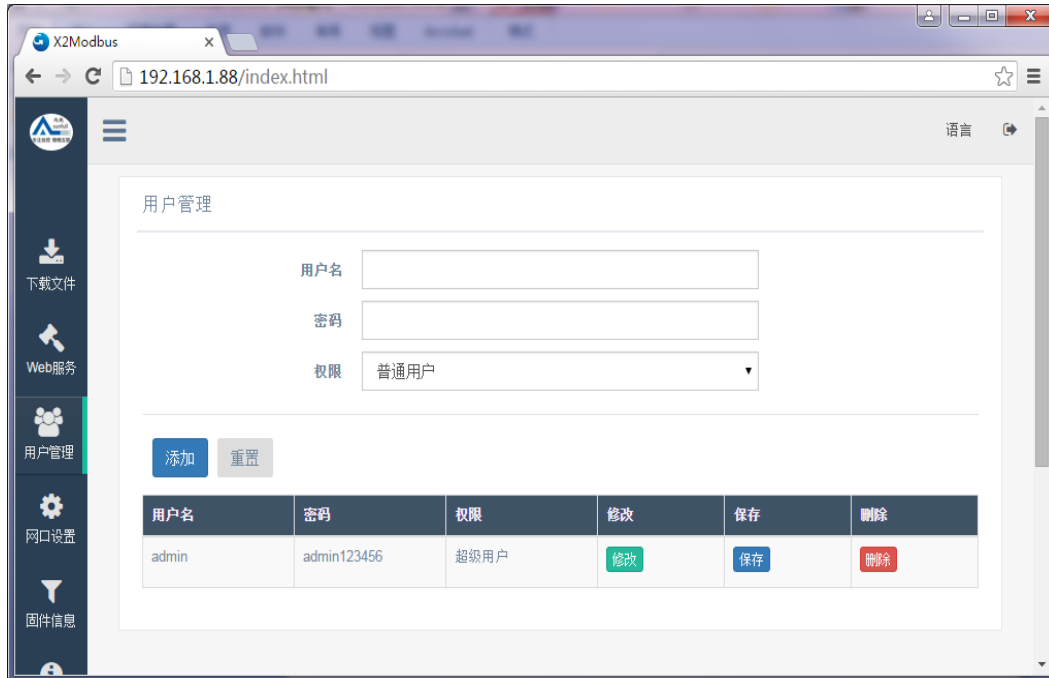 X2Modbus
192.168.1.88/index.html
语言
用户管理
下载文件
Web服务
用户管理
网口设置
固件信息
用户名
密码
权限
普通用户
添加
重置
用户名 密码 权限 修改 保存 删除
admin admin123456 超级用户 修改 保存 删除